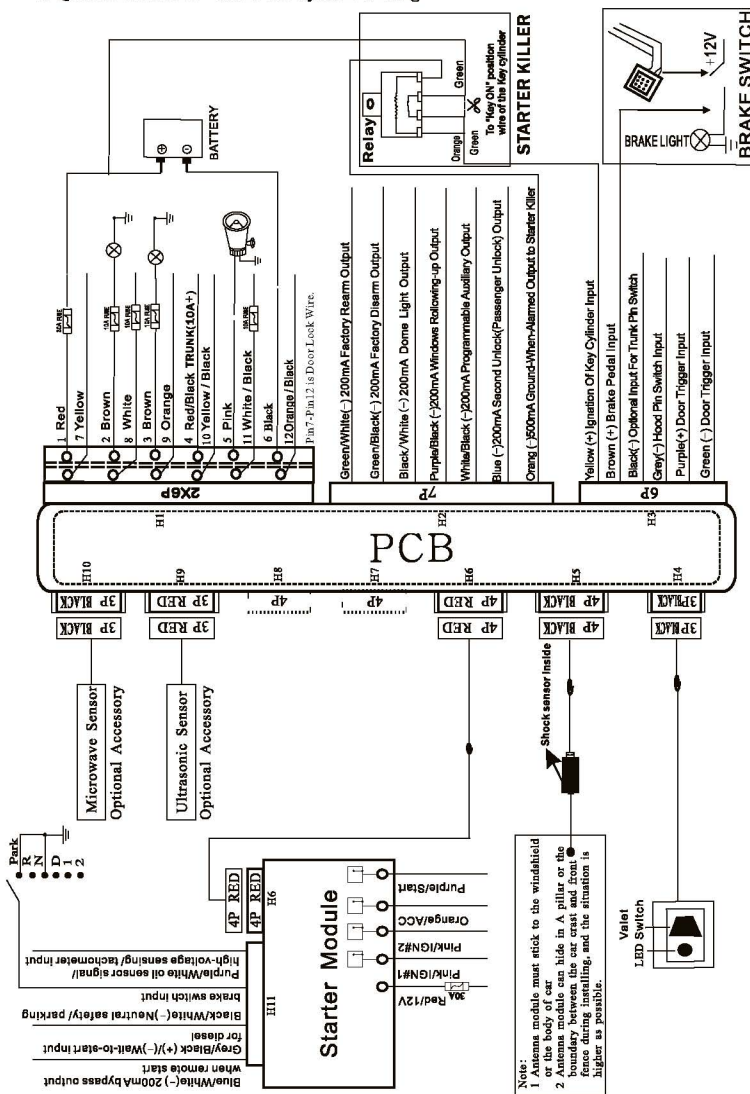 BATTERY
Relay
Green
Orange
Green
To "Key ON" position
wire of the Key cylinder
STARTER KILLER
+12V
BRAKE LIGHT
BRAKE SWITCH
1 Red
7 Yellow
2 Brown
15A FUSE
8 White
3 Brown
9 Orange
4 Red/Black TRUNK(10A+)
10 Yellow / Black
5 Pink
11 White / Black
6 Black
12 Orange / Black
Pin7-Pin12 is Door Lock Wire.
Green/White(-) 200mA Factory Rearm Output
Green/Black(-) 200mA Factory Disarm Output
Black/White (-) 200mA Dome Light Output
Purple/Black (-)200mA Windows Rollowing-up Output
White/Black (-)200mA Programmable Auxiliary Output
Blue (-)200mA Second Unlock(Passenger Unlock) Output
Orang (-)500mA Ground-When-Alarmed Output to Starter Killer
Yellow (+) Ignation Of Key Cylinder Input
Brown (+) Brake Pedal Input
Black(-) Optional Input For Trunk Pin Switch
Grey(-) Hood Pin Switch Input
Purple(+) Door Trigger Input
Green (-) Door Trigger Input
2X6P
7P
6P
H1
H2
H3
PCB
H10
H9
H8
H7
H6
H5
H4
3P BLACK
3P RED
4P
4P
4P RED
4P BLACK
3P BLACK
3P BLACK
3P RED
4P RED
4P BLACK
3P BLACK
Microwave Sensor
Optional Accessory
Ultrasonic Sensor
Optional Accessory
Shock sensor Inside
Park
R
N
D
1
2
4P RED
4P RED
H6
H11
Starter Module
Purple/Start
Orange/ACC
Pink/IGN#2
Pink/IGN#1
Red/12V
30A
Purple/White oil sensor signal/
high-voltage sensing/ tachometer input
Black/White(-) Neutral safety/ parking
brake switch input
Grey/Black (+)/(-)Wait-to-start input
for diesel
Blue/White(-) 200mA bypass output
when remote start
Note:
1 Antenna module must stick to the windshield
or the body of car
2 Antenna module can hide in A pillar or the
boundary between the car crast and front
fence during installing, and the situation is
higher as possible.
Valet
LED Switch